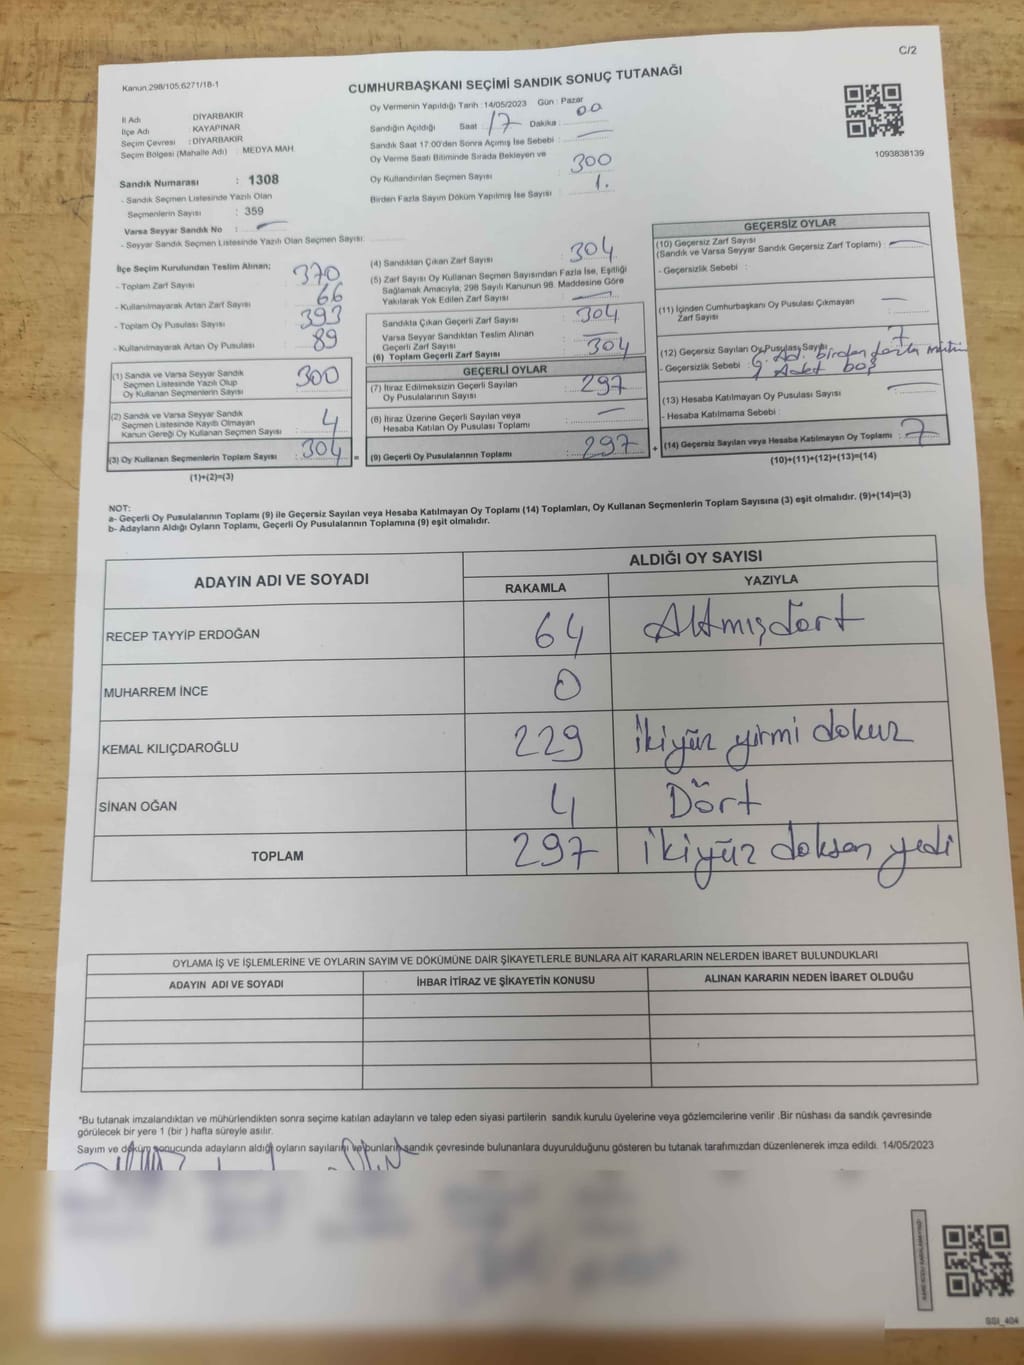 C/2
Kanun:298/105;6271/18-1
CUMHURBAŞKANI SEÇİMİ SANDIK SONUÇ TUTANAĞI
İl Adı DİYARBAKIR
İlçe Adı KAYAPINAR
Seçim Çevresi : DİYARBAKIR
Seçim Bölgesi (Mahalle Adı) : MEDYA MAH
Sandık Numarası : 1308
- Sandık Seçmen Listesinde Yazılı Olan
Seçmenlerin Sayısı : 359
Varsa Seyyar Sandık No :
- Seyyar Sandık Seçmen Listesinde Yazılı Olan Seçmen Sayısı:
Oy Vermenin Yapıldığı Tarih :14/05/2023 Gün : Pazar
Sandığın Açıldığı Saat : 17 Dakika : 00
Sandık Saat 17:00'den Sonra Açılmış İse Sebebi :
Oy Verme Saati Bitiminde Sırada Bekleyen ve
Oy Kullandırılan Seçmen Sayısı : 300
Birden Fazla Sayım Döküm Yapılmış İse Sayısı : 1.
1093838139
İlçe Seçim Kurulundan Teslim Alınan;
- Toplam Zarf Sayısı : 370
- Kullanılmayarak Artan Zarf Sayısı : 66
- Toplam Oy Pusulası Sayısı : 393
- Kullanılmayarak Artan Oy Pusulası : 89
(1) Sandık ve Varsa Seyyar Sandık
Seçmen Listesinde Yazılı Olup
Oy Kullanan Seçmenlerin Sayısı : 300
(2) Sandık ve Varsa Seyyar Sandık
Seçmen Listesinde Kayıtlı Olmayan
Kanun Gereği Oy Kullanan Seçmen Sayısı : 4
(3) Oy Kullanan Seçmenlerin Toplam Sayısı : 304
(1)+(2)=(3)
(4) Sandıktan Çıkan Zarf Sayısı : 304
(5) Zarf Sayısı Oy Kullanan Seçmen Sayısından Fazla İse, Eşitliği
Sağlamak Amacıyla; 298 Sayılı Kanunun 98. Maddesine Göre
Yakılarak Yok Edilen Zarf Sayısı :
Sandıkta Çıkan Geçerli Zarf Sayısı : 304
Varsa Seyyar Sandıktan Teslim Alınan
Geçerli Zarf Sayısı :
(6) Toplam Geçerli Zarf Sayısı : 304
GEÇERLİ OYLAR
(7) İtiraz Edilmeksizin Geçerli Sayılan
Oy Pusulalarının Sayısı : 297
(8) İtiraz Üzerine Geçerli Sayılan veya
Hesaba Katılan Oy Pusulası Toplamı :
(9) Geçerli Oy Pusulalarının Toplamı : 297
=
+
GEÇERSİZ OYLAR
(10) Geçersiz Zarf Sayısı
(Sandık ve Varsa Seyyar Sandık Geçersiz Zarf Toplamı) :
- Geçersizlik Sebebi :
(11) İçinden Cumhurbaşkanı Oy Pusulası Çıkmayan
Zarf Sayısı
(12) Geçersiz Sayılan Oy Pusulası Sayısı : 7
- Geçersizlik Sebebi : Ad. birden fazla
Adet boş
(13) Hesaba Katılmayan Oy Pusulası Sayısı :
- Hesaba Katılmama Sebebi :
(14) Geçersiz Sayılan veya Hesaba Katılmayan Oy Toplamı : 7
(10)+(11)+(12)+(13)=(14)
NOT:
a- Geçerli Oy Pusulalarının Toplamı (9) ile Geçersiz Sayılan veya Hesaba Katılmayan Oy Toplamı (14) Toplamları, Oy Kullanan Seçmenlerin Toplam Sayısına (3) eşit olmalıdır. (9)+(14)=(3)
b- Adayların Aldığı Oyların Toplamı, Geçerli Oy Pusulalarının Toplamına (9) eşit olmalıdır.
ADAYIN ADI VE SOYADI
ALDIĞI OY SAYISI
RAKAMLA YAZIYLA
RECEP TAYYİP ERDOĞAN 64 Altmışdört
MUHARREM İNCE 0
KEMAL KILIÇDAROĞLU 229 ikiyüz yirmi dokuz
SİNAN OĞAN 4 Dört
TOPLAM 297 ikiyüz doksan yedi
OYLAMA İŞ VE İŞLEMLERİNE VE OYLARIN SAYIM VE DÖKÜMÜNE DAİR ŞİKAYETLERLE BUNLARA AİT KARARLARIN NELERDEN İBARET BULUNDUKLARI
ADAYIN ADI VE SOYADI İHBAR İTİRAZ VE ŞİKAYETİN KONUSU ALINAN KARARIN NEDEN İBARET OLDUĞU
*Bu tutanak imzalandıktan ve mühürlendikten sonra seçime katılan adayların ve talep eden siyasi partilerin sandık kurulu üyelerine veya gözlemcilerine verilir .Bir nüshası da sandık çevresinde
görülecek bir yere 1 (bir ) hafta süreyle asılır.
Sayım ve döküm sonucunda adayların aldığı oyların sayılarını ve bunların sandık çevresinde bulunanlara duyurulduğunu gösteren bu tutanak tarafımızdan düzenlenerek imza edildi. 14/05/2023
SSI_404